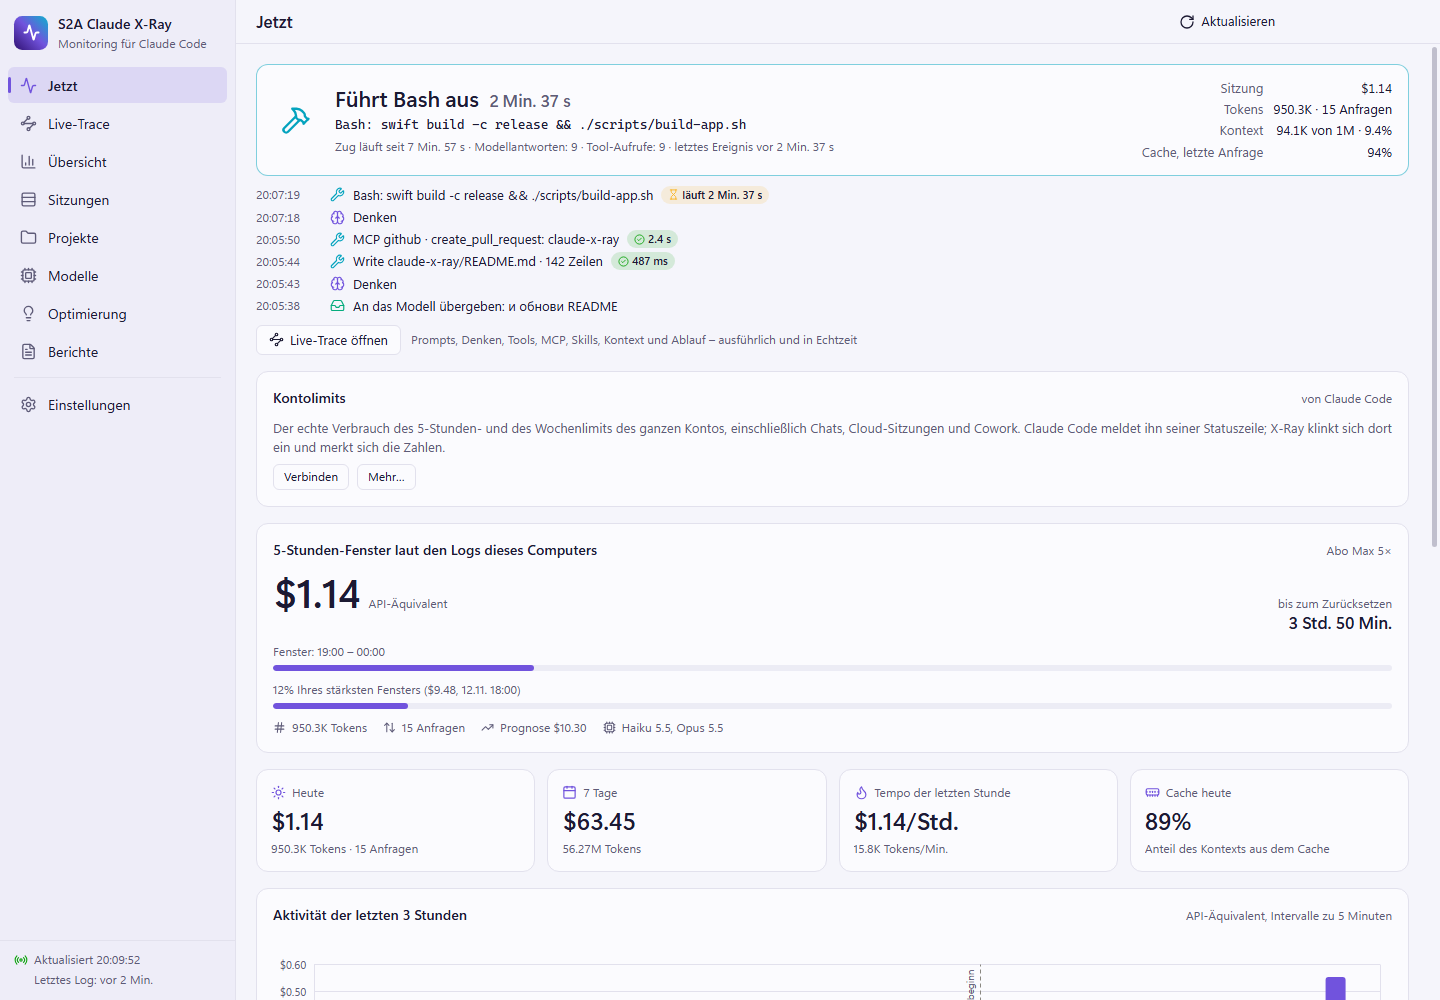 S2A Claude X-Ray
Monitoring für Claude Code
Jetzt
Live-Trace
Übersicht
Sitzungen
Projekte
Modelle
Optimierung
Berichte
Einstellungen
Aktualisiert 20:09:52
Letztes Log: vor 2 Min.
Jetzt
Aktualisieren
Führt Bash aus 2 Min. 37 s
Bash: swift build -c release && ./scripts/build-app.sh
Zug läuft seit 7 Min. 57 s · Modellantworten: 9 · Tool-Aufrufe: 9 · letztes Ereignis vor 2 Min. 37 s
Sitzung $1.14
Tokens 950.3K · 15 Anfragen
Kontext 94.1K von 1M · 9.4%
Cache, letzte Anfrage 94%
20:07:19 Bash: swift build -c release && ./scripts/build-app.sh läuft 2 Min. 37 s
20:07:18 Denken
20:05:50 MCP github · create_pull_request: claude-x-ray 2.4 s
20:05:44 Write claude-x-ray/README.md · 142 Zeilen 487 ms
20:05:43 Denken
20:05:38 An das Modell übergeben: и обнови README
Live-Trace öffnen Prompts, Denken, Tools, MCP, Skills, Kontext und Ablauf – ausführlich und in Echtzeit
Kontolimits von Claude Code
Der echte Verbrauch des 5-Stunden- und des Wochenlimits des ganzen Kontos, einschließlich Chats, Cloud-Sitzungen und Cowork. Claude Code meldet ihn seiner Statuszeile; X-Ray klinkt sich dort
ein und merkt sich die Zahlen.
Verbinden Mehr...
5-Stunden-Fenster laut den Logs dieses Computers Abo Max 5×
$1.14 API-Äquivalent
bis zum Zurücksetzen
3 Std. 50 Min.
Fenster: 19:00 – 00:00
12% Ihres stärksten Fensters ($9.48, 12.11. 18:00)
950.3K Tokens 15 Anfragen Prognose $10.30 Haiku 5.5, Opus 5.5
Heute
$1.14
950.3K Tokens · 15 Anfragen
7 Tage
$63.45
56.27M Tokens
Tempo der letzten Stunde
$1.14/Std.
15.8K Tokens/Min.
Cache heute
89%
Anteil des Kontexts aus dem Cache
Aktivität der letzten 3 Stunden API-Äquivalent, Intervalle zu 5 Minuten
$0.60
$0.50